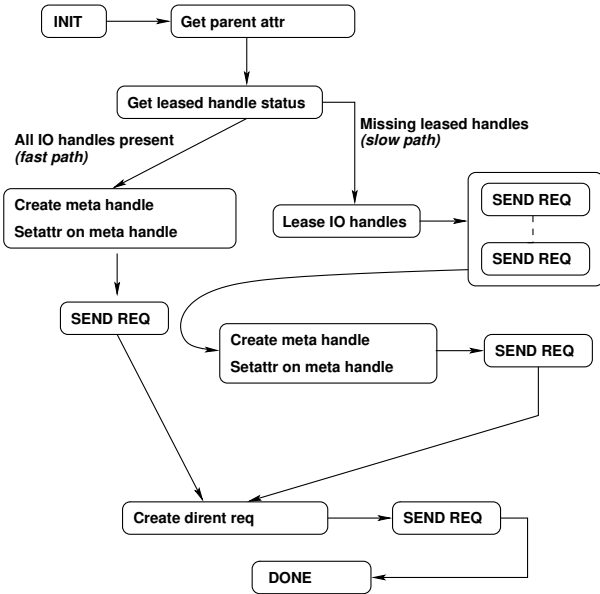 INIT
Get parent attr
Get leased handle status
All IO handles present
(fast path)
Missing leased handles
(slow path)
Create meta handle
Setattr on meta handle
Lease IO handles
SEND REQ
SEND REQ
SEND REQ
Create meta handle
Setattr on meta handle
SEND REQ
Create dirent req
SEND REQ
DONE